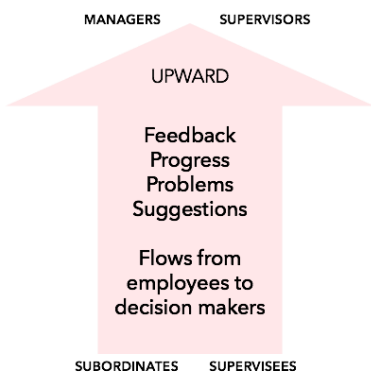 MANAGERS SUPERVISORS
UPWARD
Feedback
Progress
Problems
Suggestions
Flows from
employees to
decision makers
SUBORDINATES SUPERVISEES